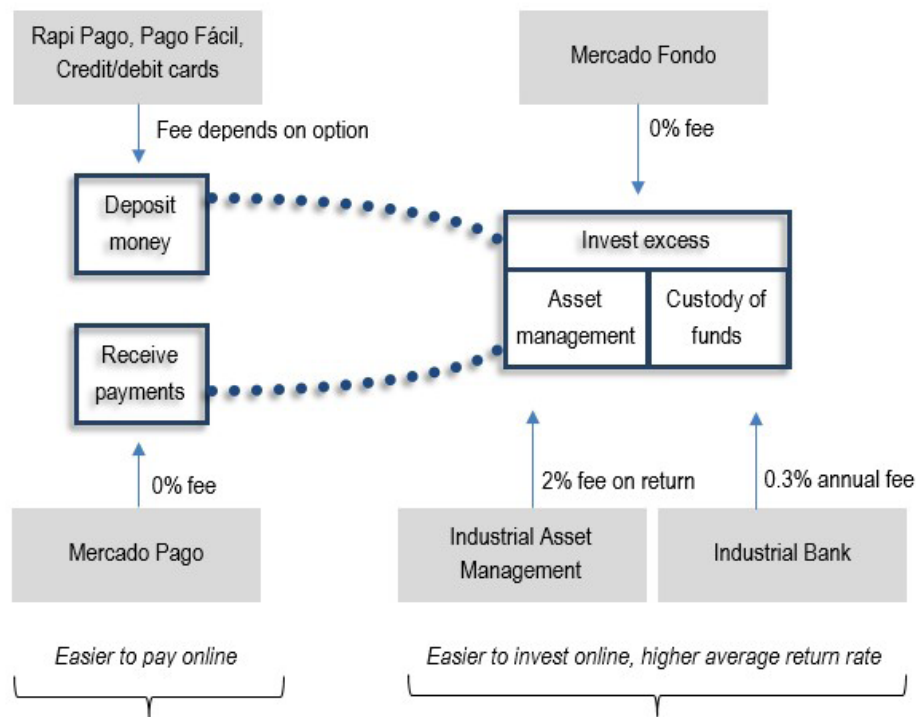 Rapi Pago, Pago Fácil,
Credit/debit cards
Mercado Fondo
Fee depends on option
0% fee
Deposit
money
Invest excess
Asset
management
Custody of
funds
Receive
payments
0% fee
2% fee on return
0.3% annual fee
Mercado Pago
Industrial Asset
Management
Industrial Bank
Easier to pay online
Easier to invest online, higher average return rate